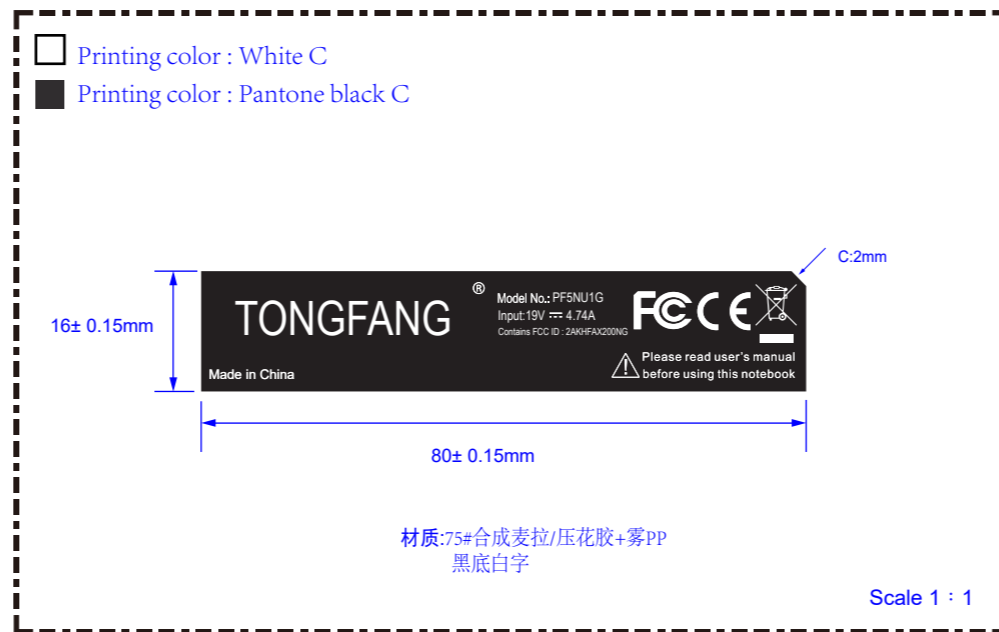 Printing color : White C
Printing color : Pantone black C
C:2mm
16± 0.15mm
TONGFANG ®
Model No.: PF5NU1G
Input:19V ⎓ 4.74A
Contains FCC ID : 2AKHFAX200NG
FC CE
Please read user's manual
before using this notebook
Made in China
80± 0.15mm
材质:75#合成麦拉/压花胶+雾PP
黑底白字
Scale 1：1